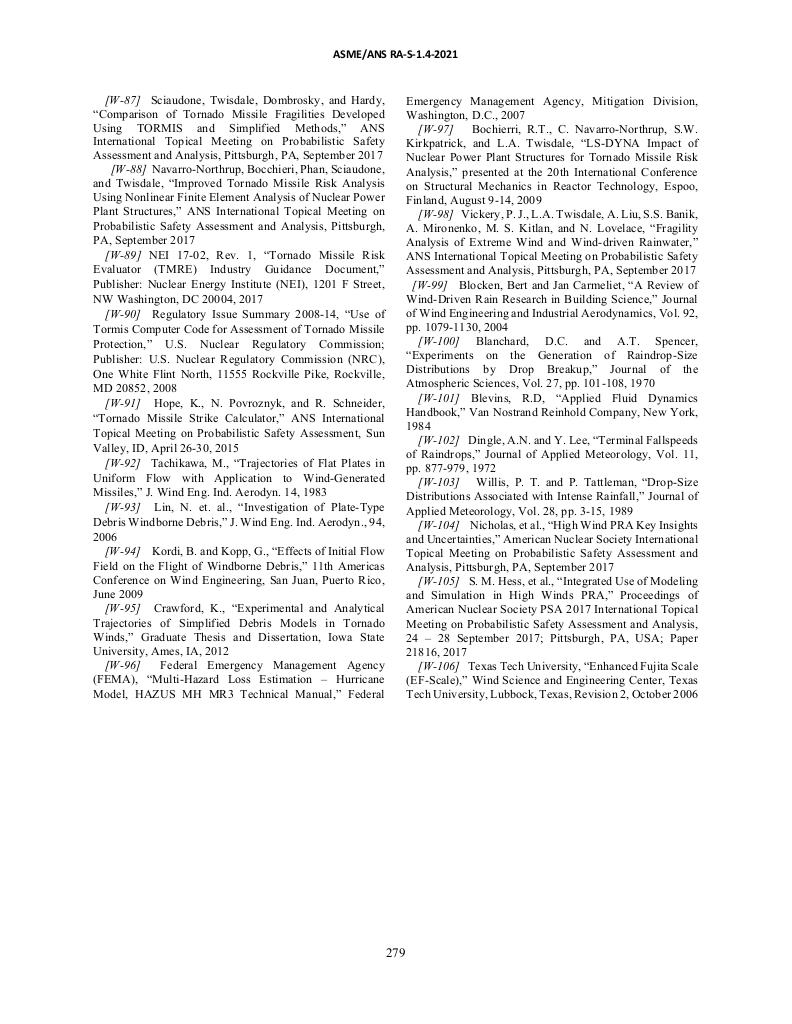 ASME/ANS RA-S-1.4-2021
[W-87] Sciaudone, Twisdale, Dombrosky, and Hardy,
“Comparison of Tornado Missile Fragilities Developed
Using TORMIS and Simplified Methods,” ANS
International Topical Meeting on Probabilistic Safety
Assessment and Analysis, Pittsburgh, PA, September 2017
[W-88] Navarro-Northrup, Bocchieri, Phan, Sciaudone,
and Twisdale, “Improved Tornado Missile Risk Analysis
Using Nonlinear Finite Element Analysis of Nuclear Power
Plant Structures,” ANS International Topical Meeting on
Probabilistic Safety Assessment and Analysis, Pittsburgh,
PA, September 2017
[W-89] NEI 17-02, Rev. 1, “Tornado Missile Risk
Evaluator (TMRE) Industry Guidance Document,”
Publisher: Nuclear Energy Institute (NEI), 1201 F Street,
NW Washington, DC 20004, 2017
[W-90] Regulatory Issue Summary 2008-14, “Use of
Tormis Computer Code for Assessment of Tornado Missile
Protection,” U.S. Nuclear Regulatory Commission;
Publisher: U.S. Nuclear Regulatory Commission (NRC),
One White Flint North, 11555 Rockville Pike, Rockville,
MD 20852, 2008
[W-91] Hope, K., N. Povroznyk, and R. Schneider,
“Tornado Missile Strike Calculator,” ANS International
Topical Meeting on Probabilistic Safety Assessment, Sun
Valley, ID, April 26-30, 2015
[W-92] Tachikawa, M., “Trajectories of Flat Plates in
Uniform Flow with Application to Wind-Generated
Missiles,” J. Wind Eng. Ind. Aerodyn. 14, 1983
[W-93] Lin, N. et. al., “Investigation of Plate-Type
Debris Windborne Debris,” J. Wind Eng. Ind. Aerodyn., 94,
2006
[W-94] Kordi, B. and Kopp, G., “Effects of Initial Flow
Field on the Flight of Windborne Debris,” 11th Americas
Conference on Wind Engineering, San Juan, Puerto Rico,
June 2009
[W-95] Crawford, K., “Experimental and Analytical
Trajectories of Simplified Debris Models in Tornado
Winds,” Graduate Thesis and Dissertation, Iowa State
University, Ames, IA, 2012
[W-96] Federal Emergency Management Agency
(FEMA), “Multi-Hazard Loss Estimation – Hurricane
Model, HAZUS MH MR3 Technical Manual,” Federal
Emergency Management Agency, Mitigation Division,
Washington, D.C., 2007
[W-97] Bochierri, R.T., C. Navarro-Northrup, S.W.
Kirkpatrick, and L.A. Twisdale, “LS-DYNA Impact of
Nuclear Power Plant Structures for Tornado Missile Risk
Analysis,” presented at the 20th International Conference
on Structural Mechanics in Reactor Technology, Espoo,
Finland, August 9-14, 2009
[W-98] Vickery, P. J., L.A. Twisdale, A. Liu, S.S. Banik,
A. Mironenko, M. S. Kitlan, and N. Lovelace, “Fragility
Analysis of Extreme Wind and Wind-driven Rainwater,”
ANS International Topical Meeting on Probabilistic Safety
Assessment and Analysis, Pittsburgh, PA, September 2017
[W-99] Blocken, Bert and Jan Carmeliet, “A Review of
Wind-Driven Rain Research in Building Science,” Journal
of Wind Engineering and Industrial Aerodynamics, Vol. 92,
pp. 1079-1130, 2004
[W-100] Blanchard, D.C. and A.T. Spencer,
“Experiments on the Generation of Raindrop-Size
Distributions by Drop Breakup,” Journal of the
Atmospheric Sciences, Vol. 27, pp. 101-108, 1970
[W-101] Blevins, R.D, “Applied Fluid Dynamics
Handbook,” Van Nostrand Reinhold Company, New York,
1984
[W-102] Dingle, A.N. and Y. Lee, “Terminal Fallspeeds
of Raindrops,” Journal of Applied Meteorology, Vol. 11,
pp. 877-979, 1972
[W-103] Willis, P. T. and P. Tattleman, “Drop-Size
Distributions Associated with Intense Rainfall,” Journal of
Applied Meteorology, Vol. 28, pp. 3-15, 1989
[W-104] Nicholas, et al., “High Wind PRA Key Insights
and Uncertainties,” American Nuclear Society International
Topical Meeting on Probabilistic Safety Assessment and
Analysis, Pittsburgh, PA, September 2017
[W-105] S. M. Hess, et al., “Integrated Use of Modeling
and Simulation in High Winds PRA,” Proceedings of
American Nuclear Society PSA 2017 International Topical
Meeting on Probabilistic Safety Assessment and Analysis,
24 – 28 September 2017; Pittsburgh, PA, USA; Paper
21816, 2017
[W-106] Texas Tech University, “Enhanced Fujita Scale
(EF-Scale),” Wind Science and Engineering Center, Texas
Tech University, Lubbock, Texas, Revision 2, October 2006
279